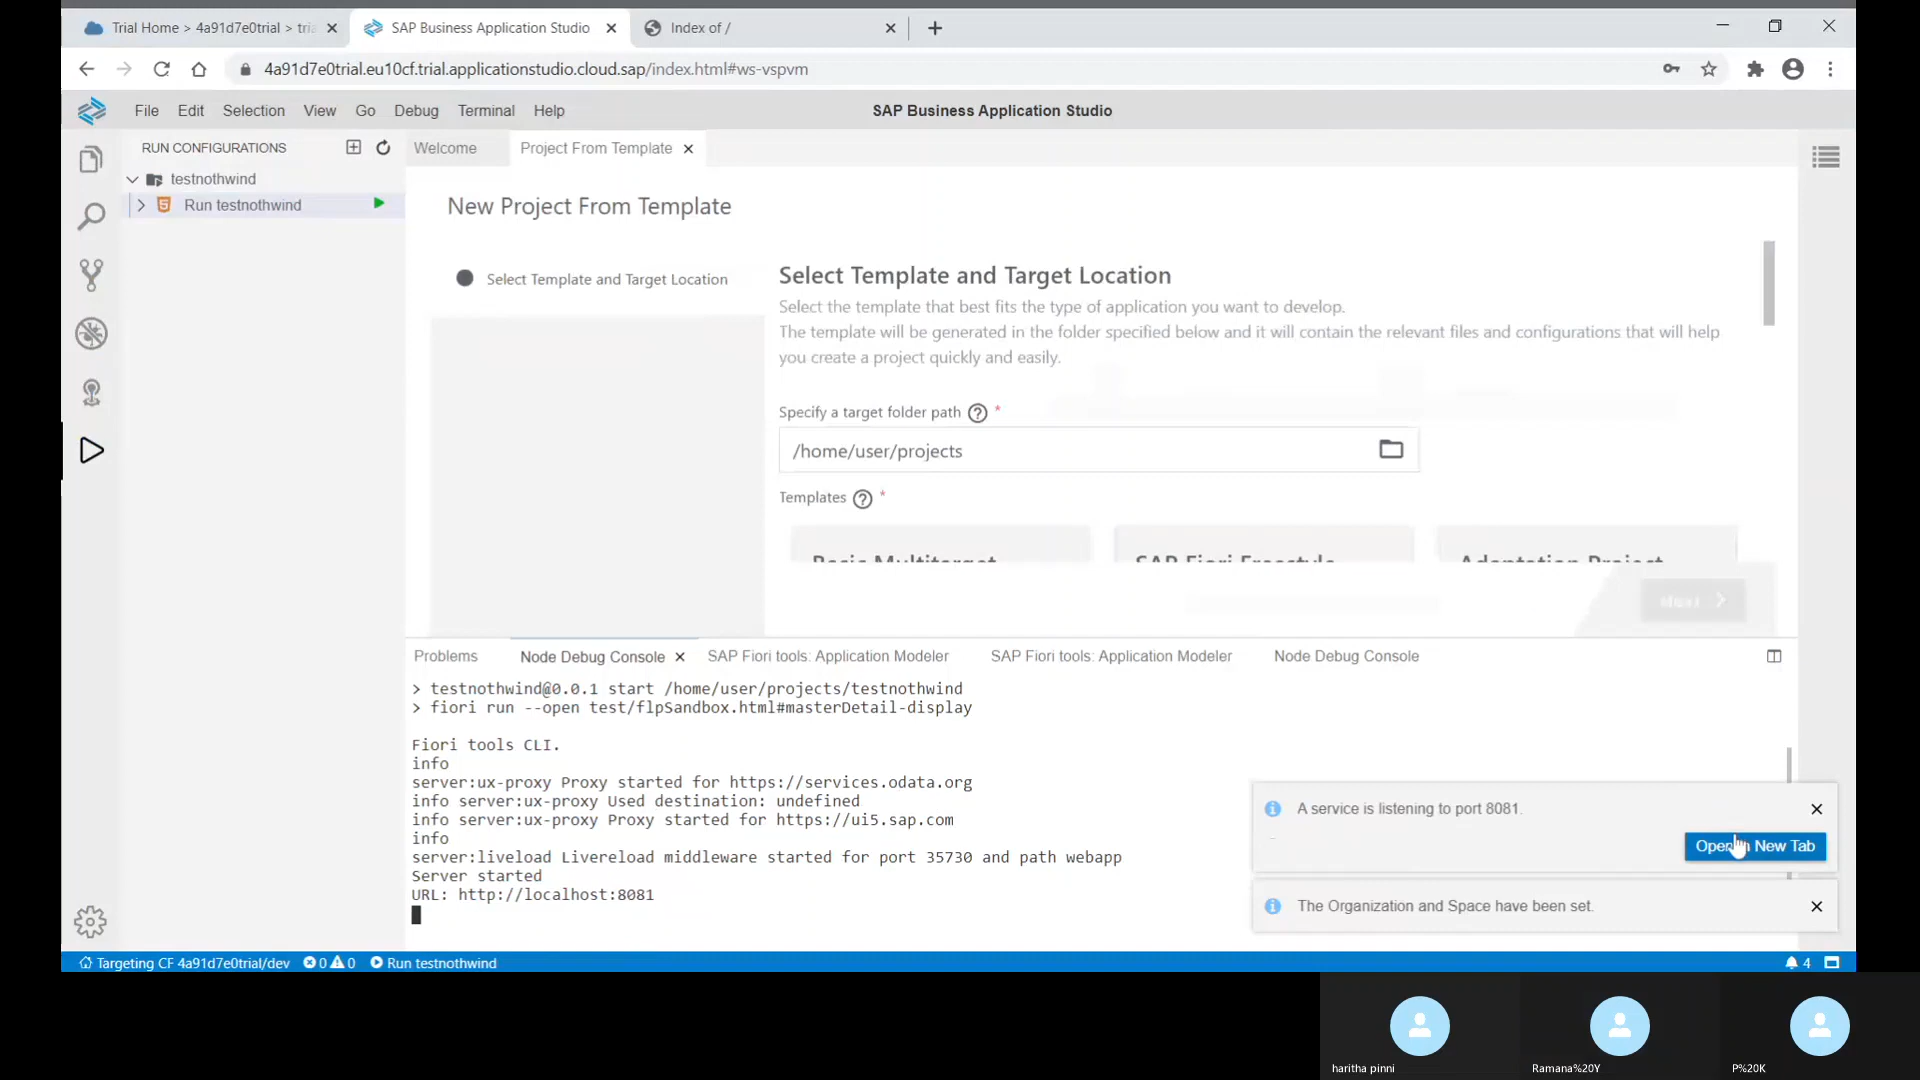 Trial Home > 4a91d7e0trial > tria
SAP Business Application Studio
Index of /
4a91d7e0trial.eu10cf.trial.applicationstudio.cloud.sap/index.html#ws-vspvm
File Edit Selection View Go Debug Terminal Help
SAP Business Application Studio
RUN CONFIGURATIONS
Welcome
Project From Template
testnothwind
Run testnothwind
New Project From Template
Select Template and Target Location
Select Template and Target Location
Select the template that best fits the type of application you want to develop.
The template will be generated in the folder specified below and it will contain the relevant files and configurations that will help
you create a project quickly and easily.
Specify a target folder path ? *
/home/user/projects
Templates ? *
Basic Multitarget
SAP Fiori Freestyle
Adaptation Project
Next >
Problems
Node Debug Console
SAP Fiori tools: Application Modeler
SAP Fiori tools: Application Modeler
Node Debug Console
> testnothwind@0.0.1 start /home/user/projects/testnothwind
> fiori run --open test/flpSandbox.html#masterDetail-display
Fiori tools CLI.
info
server:ux-proxy Proxy started for https://services.odata.org
info server:ux-proxy Used destination: undefined
info server:ux-proxy Proxy started for https://ui5.sap.com
info
server:liveload Livereload middleware started for port 35730 and path webapp
Server started
URL: http://localhost:8081
A service is listening to port 8081.
Open in New Tab
The Organization and Space have been set.
Targeting CF 4a91d7e0trial/dev
0 0
Run testnothwind
4
haritha pinni
Ramana%20Y
P%20K